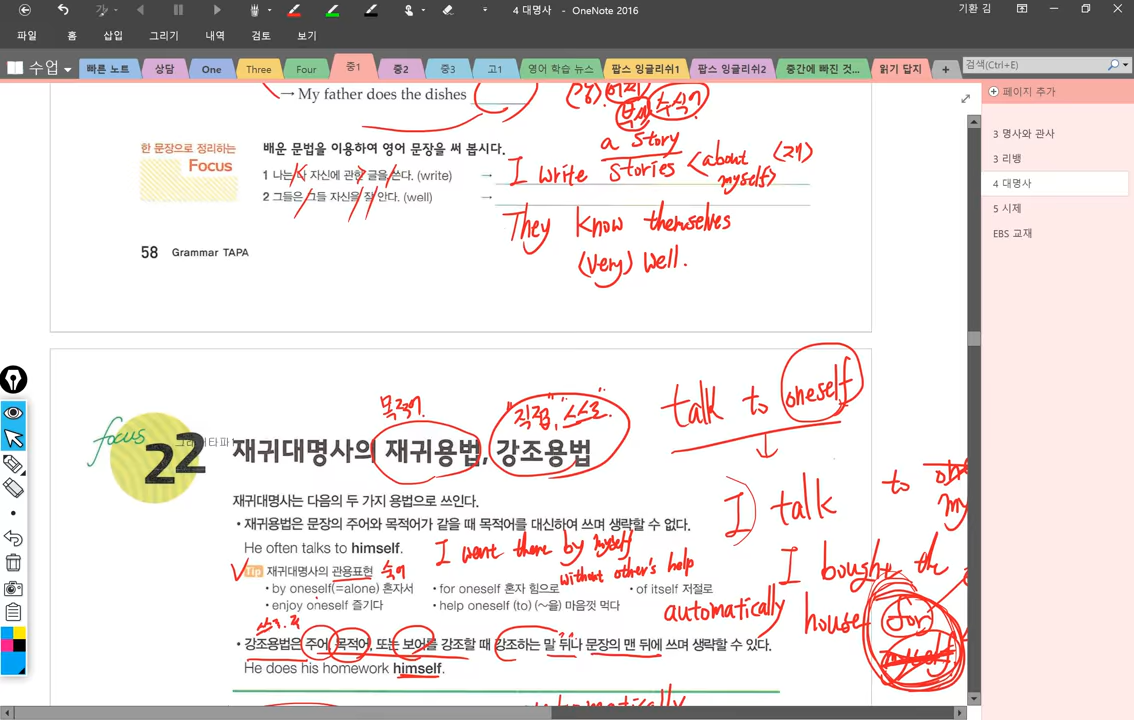 4 대명사 - OneNote 2016
기환 김
파일 홈 삽입 그리기 내역 검토 보기
수업 빠른 노트 상담 One Three Four 중1 중2 중3 고1 영어 학습 뉴스 팝스 잉글리쉬1 팝스 잉글리쉬2 중간에 빠진 것... 읽기 답지 + 검색(Ctrl+E)
페이지 추가
3 명사와 관사
3 리뱅
4 대명사
5 시제
EBS 교재
→ My father does the dishes
수식어
한 문장으로 정리하는
Focus
배운 문법을 이용하여 영어 문장을 써 봅시다.
a story
1 나는 나 자신에 관한 글을 쓴다. (write) →
I write stories <about myself>
2 그들은 그들 자신을 잘 안다. (well) →
They know themselves
(very) well.
58 Grammar TAPA
talk to oneself
목적어.
"직접", 스스로".
focus
22
그래머타파
재귀대명사의 재귀용법, 강조용법
I talk to
재귀대명사는 다음의 두 가지 용법으로 쓰인다.
• 재귀용법은 문장의 주어와 목적어가 같을 때 목적어를 대신하여 쓰며 생략할 수 없다.
He often talks to himself.
I went there by myself
without other's help
Tip 재귀대명사의 관용표현 숙어
• by oneself(=alone) 혼자서 • for oneself 혼자 힘으로 • of itself 저절로
• enjoy oneself 즐기다 • help oneself (to) (~을) 마음껏 먹다
automatically
I bought the
house for
• 강조용법은 주어, 목적어, 또는 보어를 강조할 때 강조하는 말 뒤나 문장의 맨 뒤에 쓰며 생략할 수 있다.
He does his homework himself.